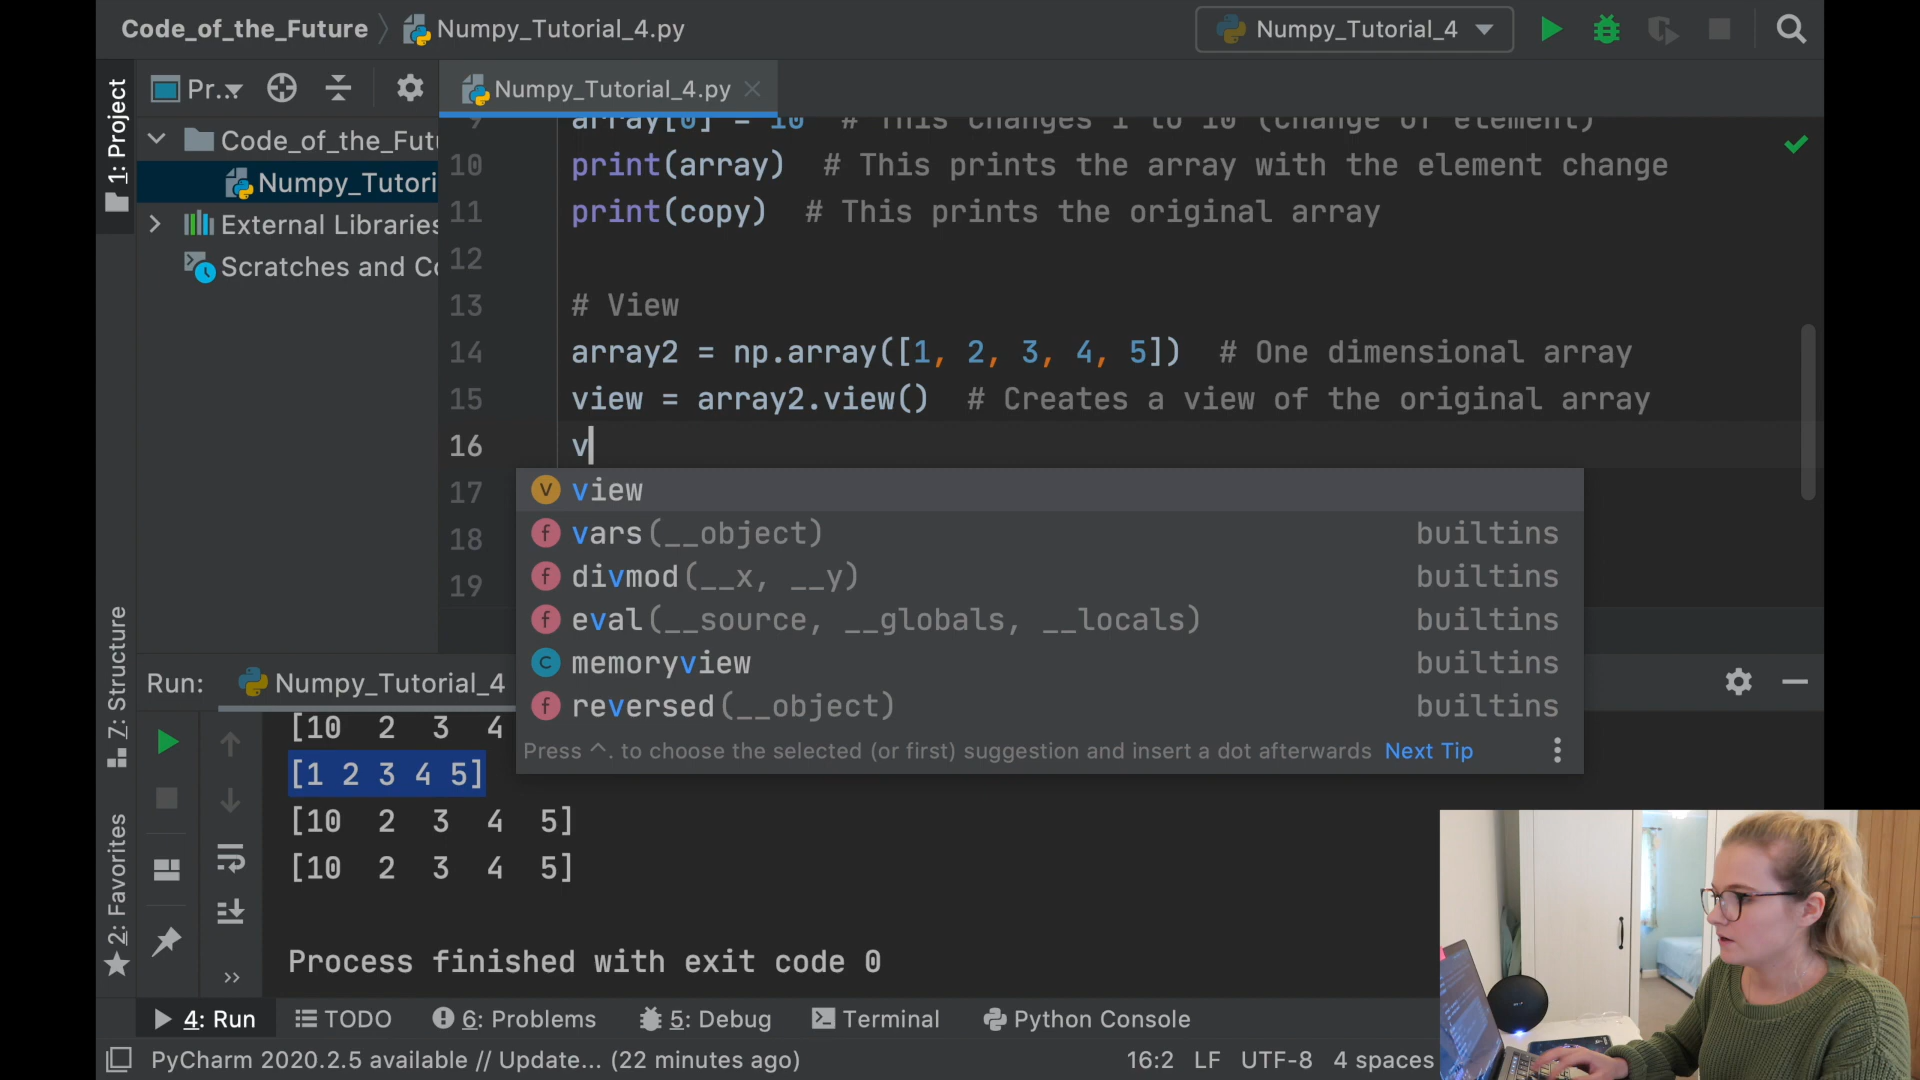 Code_of_the_Future
Numpy_Tutorial_4.py
Numpy_Tutorial_4
1: Project
Pr...
Numpy_Tutorial_4.py
Code_of_the_Fut
Numpy_Tutori
External Libraries
Scratches and Co
9 array[0] = 10 # This changes 1 to 10 (change of element)
10 print(array) # This prints the array with the element change
11 print(copy) # This prints the original array
12
13 # View
14 array2 = np.array([1, 2, 3, 4, 5]) # One dimensional array
15 view = array2.view() # Creates a view of the original array
16 v
17
18
19
V view
f vars(__object) builtins
f divmod(__x, __y) builtins
f eval(__source, __globals, __locals) builtins
C memoryview builtins
f reversed(__object) builtins
Press ^. to choose the selected (or first) suggestion and insert a dot afterwards Next Tip
Z: Structure
2: Favorites
Run: Numpy_Tutorial_4
[10 2 3 4
[1 2 3 4 5]
[10 2 3 4 5]
[10 2 3 4 5]
Process finished with exit code 0
4: Run
TODO
6: Problems
5: Debug
Terminal
Python Console
PyCharm 2020.2.5 available // Update... (22 minutes ago)
16:2 LF UTF-8 4 spaces